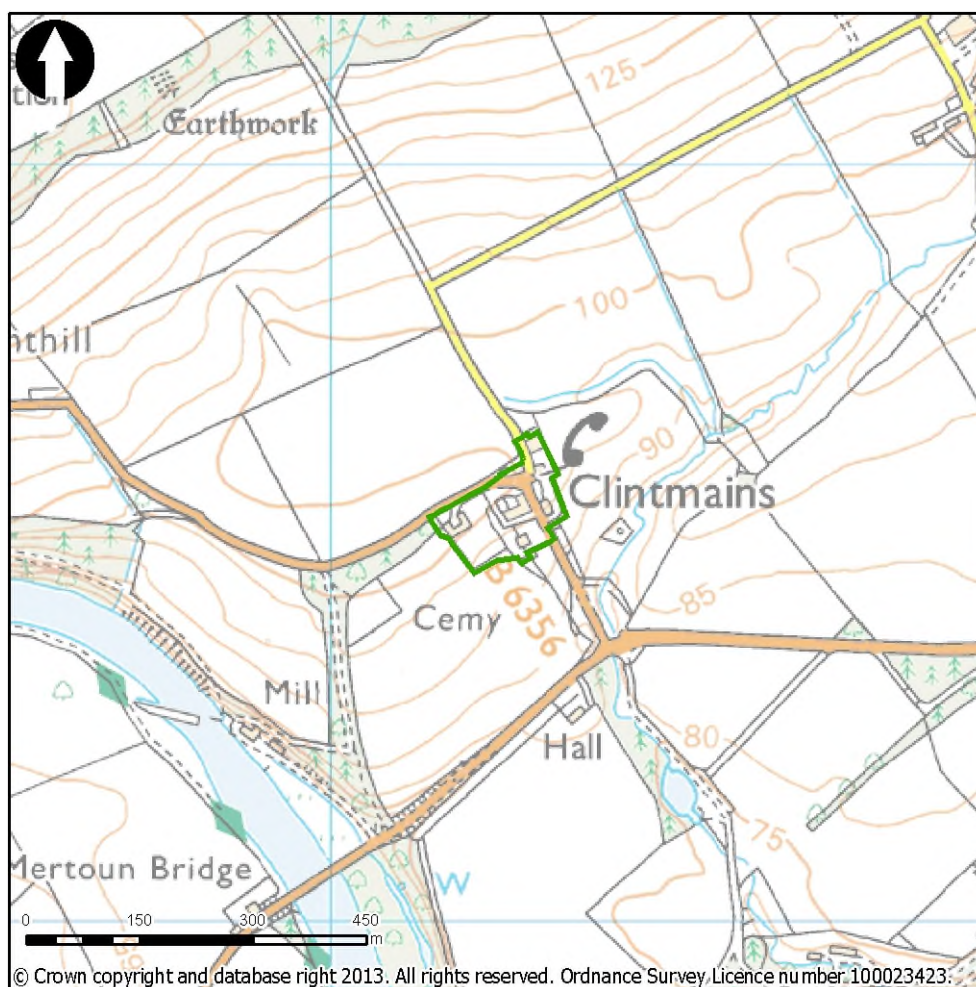 125
Earthwork
100
nthill
90
Clintmains
B 6356
85
Cemy
Mill
80
Hall
75
Mertoun Bridge
W
0 150 300 450
m
© Crown copyright and database right 2013. All rights reserved. Ordnance Survey Licence number 100023423.